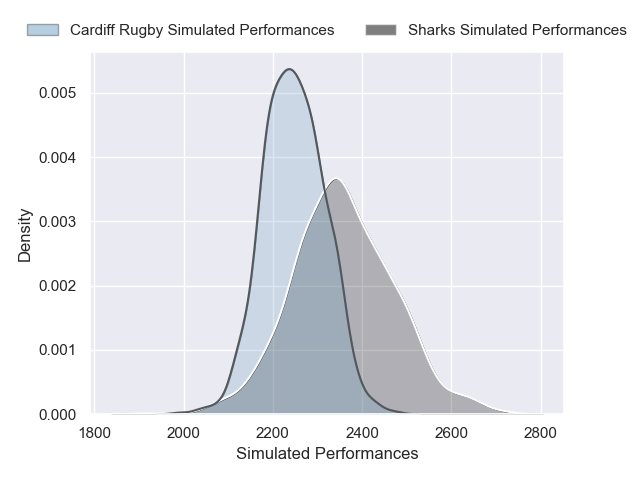 Cardiff Rugby Simulated Performances Sharks Simulated Performances
0.005
0.004
0.003
0.002
0.001
0.000
Density
1800 2000 2200 2400 2600 2800
Simulated Performances